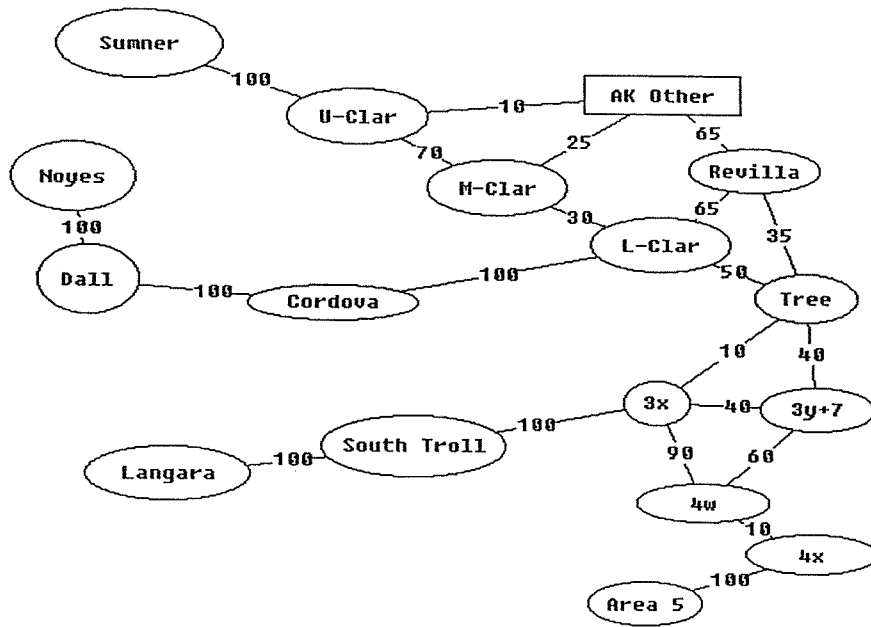 Sumner
100
AK Other
10
U-Clar
25
65
70
Noyes
M-Clar
Revilla
65
30
100
35
L-Clar
100
50
Dall
100
Cordova
Tree
10
40
3x
40
3y+7
100
South Troll
100
Langara
90
60
4w
10
4x
100
Area 5